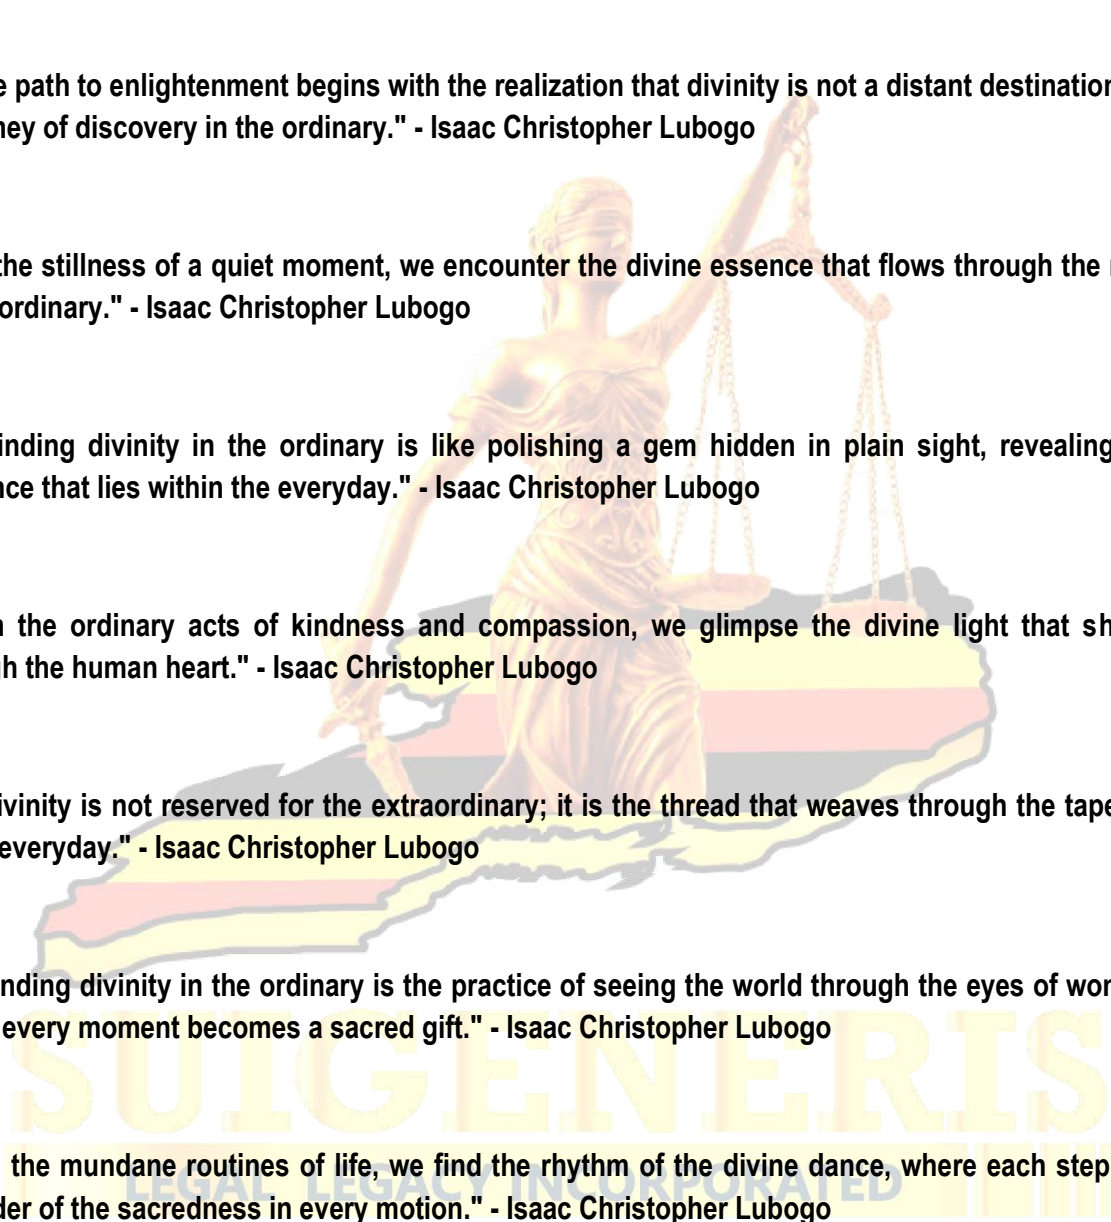 e path to enlightenment begins with the realization that divinity is not a distant destination
ney of discovery in the ordinary." - Isaac Christopher Lubogo
the stillness of a quiet moment, we encounter the divine essence that flows through the
ordinary." - Isaac Christopher Lubogo
inding divinity in the ordinary is like polishing a gem hidden in plain sight, revealing
nce that lies within the everyday." - Isaac Christopher Lubogo
n the ordinary acts of kindness and compassion, we glimpse the divine light that sh
gh the human heart." - Isaac Christopher Lubogo
ivinity is not reserved for the extraordinary; it is the thread that weaves through the tape
everyday." - Isaac Christopher Lubogo
nding divinity in the ordinary is the practice of seeing the world through the eyes of wor
every moment becomes a sacred gift." - Isaac Christopher Lubogo
SUIGENERIS
the mundane routines of life, we find the rhythm of the divine dance, where each step
LEGAL LEGACY INCORPORATED
der of the sacredness in every motion." - Isaac Christopher Lubogo